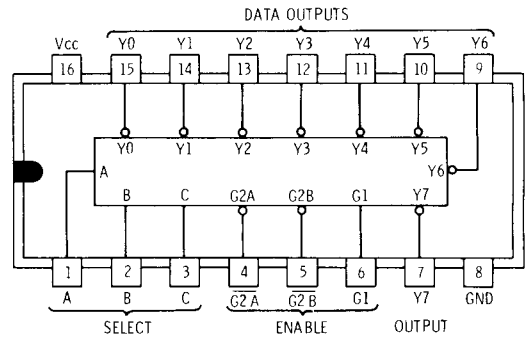 DATA OUTPUTS
Vcc Y0 Y1 Y2 Y3 Y4 Y5 Y6
16 15 14 13 12 11 10 9
Y0 Y1 Y2 Y3 Y4 Y5
A Y6
B C G2A G2B G1 Y7
1 2 3 4 5 6 7 8
A B C G2A G2B G1 Y7 GND
SELECT ENABLE OUTPUT